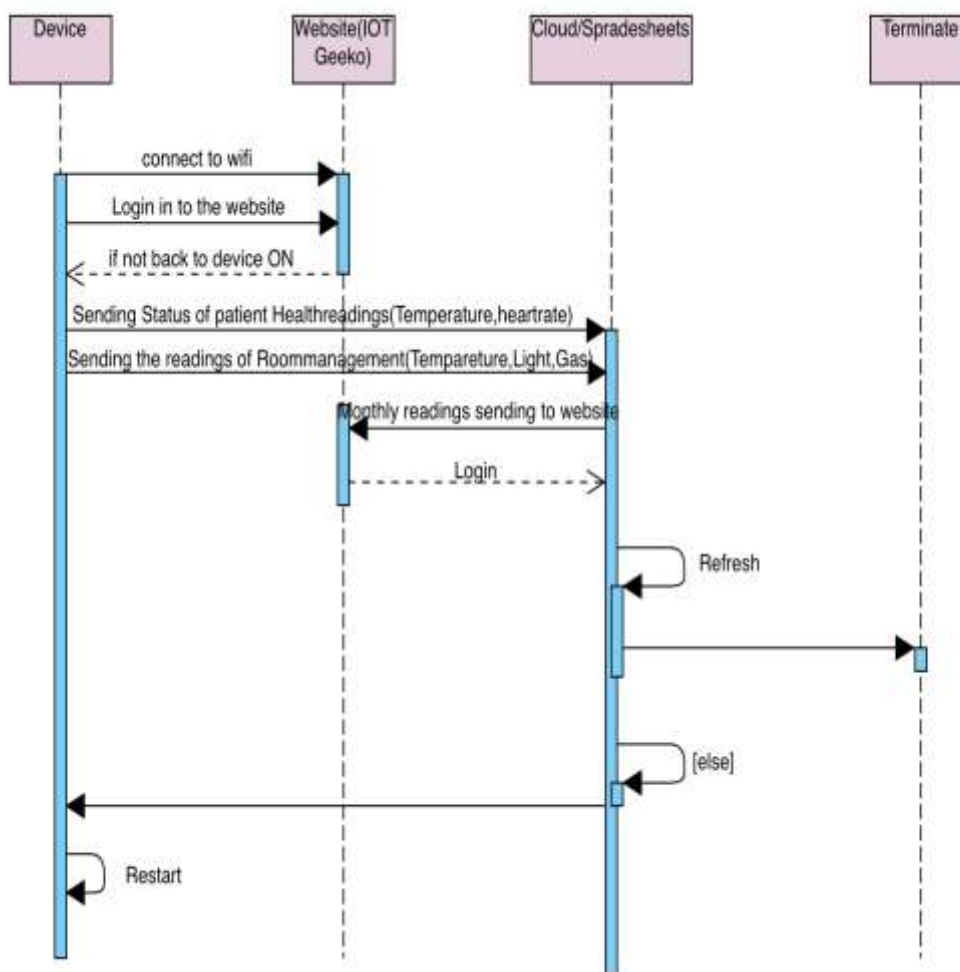 Device
Website(IOT
Geeko)
Cloud/Spradesheets
Terminate
connect to wifi
Login in to the website
if not back to device ON
Sending Status of patient Healthreadings(Temperature,heartrate)
Sending the readings of Roommanagement(Tempareture,Light,Gas)
Monthly readings sending to website
Login
Refresh
[else]
Restart